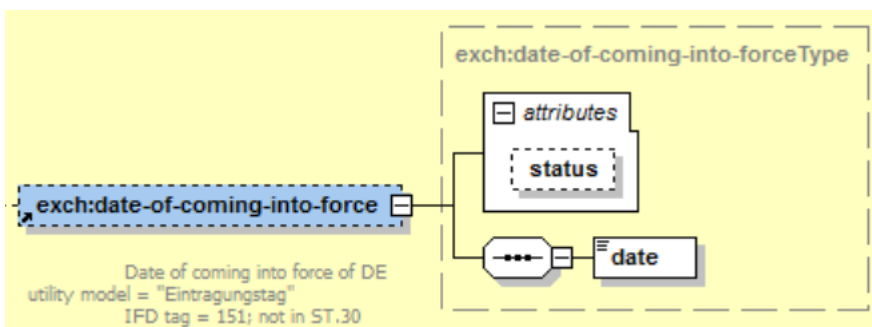 exch:date-of-coming-into-forceType
attributes
status
exch:date-of-coming-into-force
date
Date of coming into force of DE
utility model = "Eintragungstag"
IFD tag = 151; not in ST.30